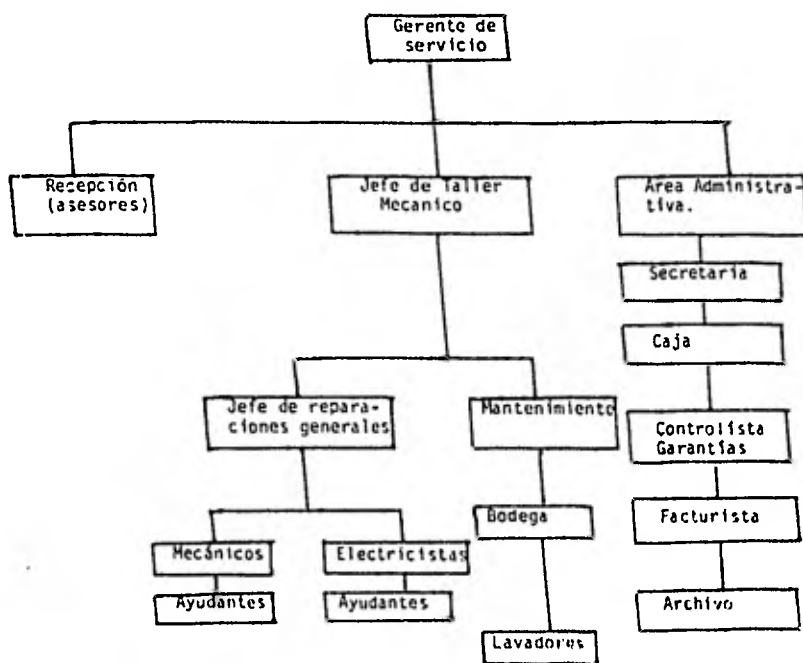 Gerente de
servicio
Recepción
(asesores)
Jefe de Taller
Mecanico
Area Administra-
tiva.
Secretaria
Caja
Jefe de repara-
ciones generales
Mantenimiento
Controlista
Garantías
Bodega
Facturista
Mecánicos
Electricistas
Ayudantes
Ayudantes
Archivo
Lavadores